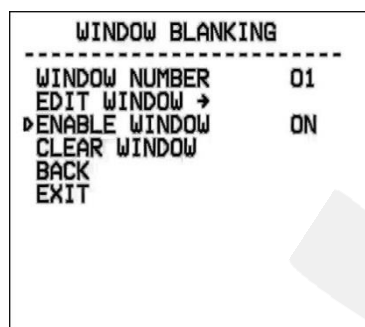 WINDOW BLANKING
------------------------
WINDOW NUMBER 01
EDIT WINDOW →
▷ENABLE WINDOW ON
CLEAR WINDOW
BACK
EXIT